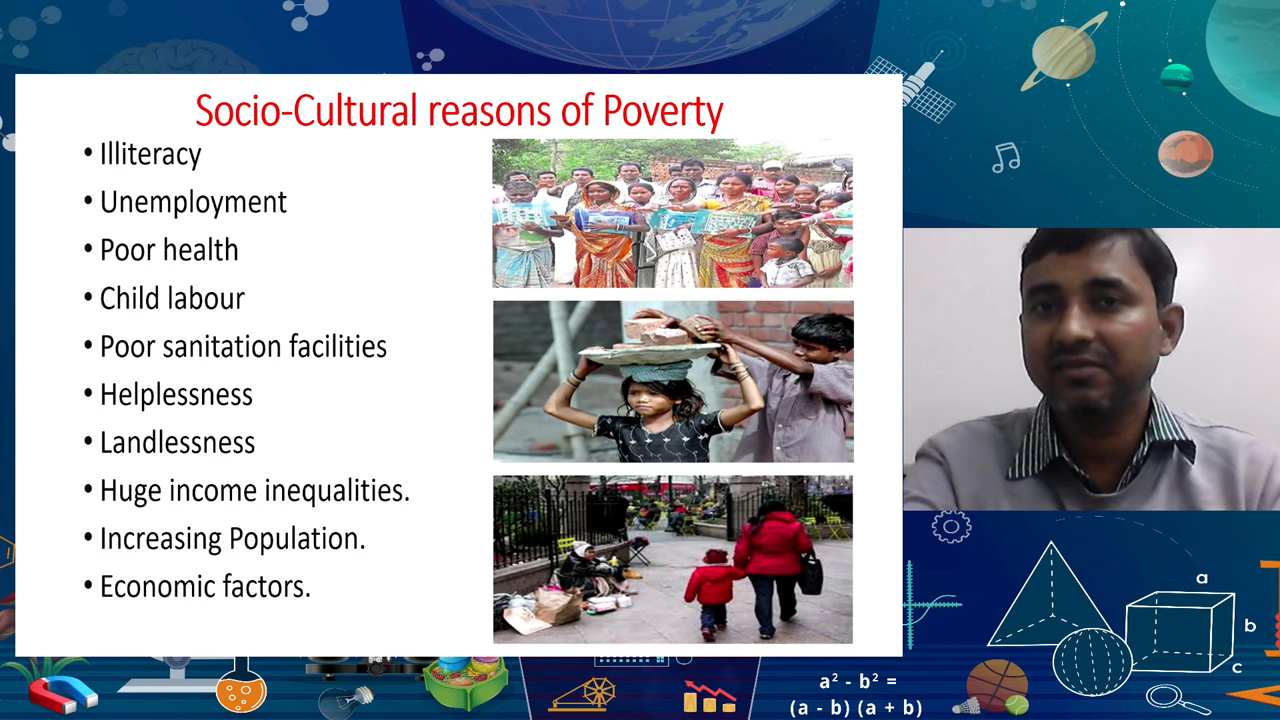 Socio-Cultural reasons of Poverty
• Illiteracy
• Unemployment
• Poor health
• Child labour
• Poor sanitation facilities
• Helplessness
• Landlessness
• Huge income inequalities.
• Increasing Population.
• Economic factors.
a
b
c
a² - b² =
(a - b) (a + b)